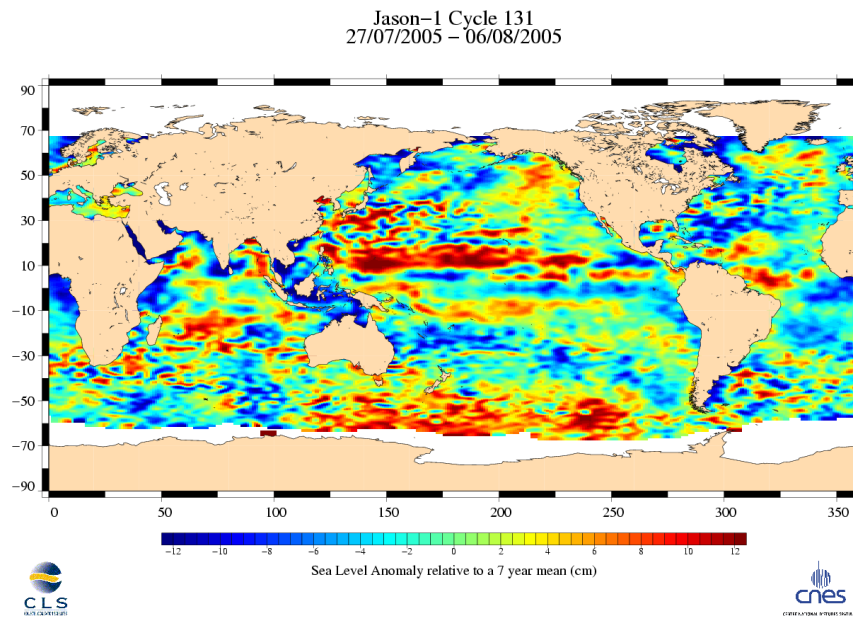 Jason−1 Cycle 131
27/07/2005 − 06/08/2005
90
70
50
30
10
−10
−30
−50
−70
−90
0 50 100 150 200 250 300 350
−12 −10 −8 −6 −4 −2 0 2 4 6 8 10 12
Sea Level Anomaly relative to a 7 year mean (cm)
CLS
cnes